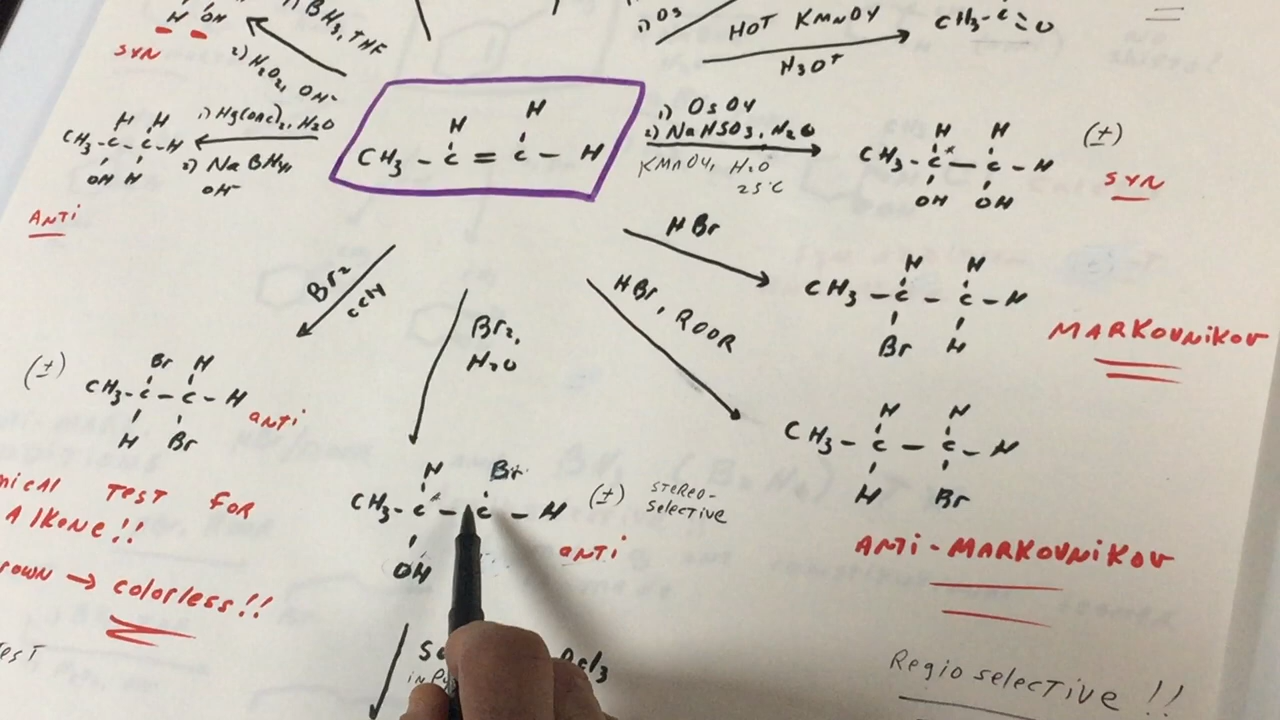 H OH
SYN
1) BH3, THF
2) H2O2, OH-
1) O3
HOT KMnO4
H3O+
CH3-C=O
1) Hg(OAc)2, H2O
2) NaBH4,
OH-
H H
CH3-C-C-H
OH H
ANTi
H H
CH3-C=C-H
1) OsO4
2) NaHSO3, H2O
KMnO4, H2O
25°C
H H
CH3-C*-C-H
OH OH
(±)
SYN
HBr
H H
CH3-C-C-H
Br H
MARKOVNIKOV
HBr, ROOR
H H
CH3-C-C-H
H Br
ANTi-MARKOVNIKOV
Regio selective !!
Br2
CCl4
(±)
Br H
CH3-C-C-H
H Br
anTi
TEST FOR
AlKene!!
→ colorless!!
Br2,
H2O
H Br
CH3-C*-C-H
OH
(±)
STEREO-
Selective
anTi